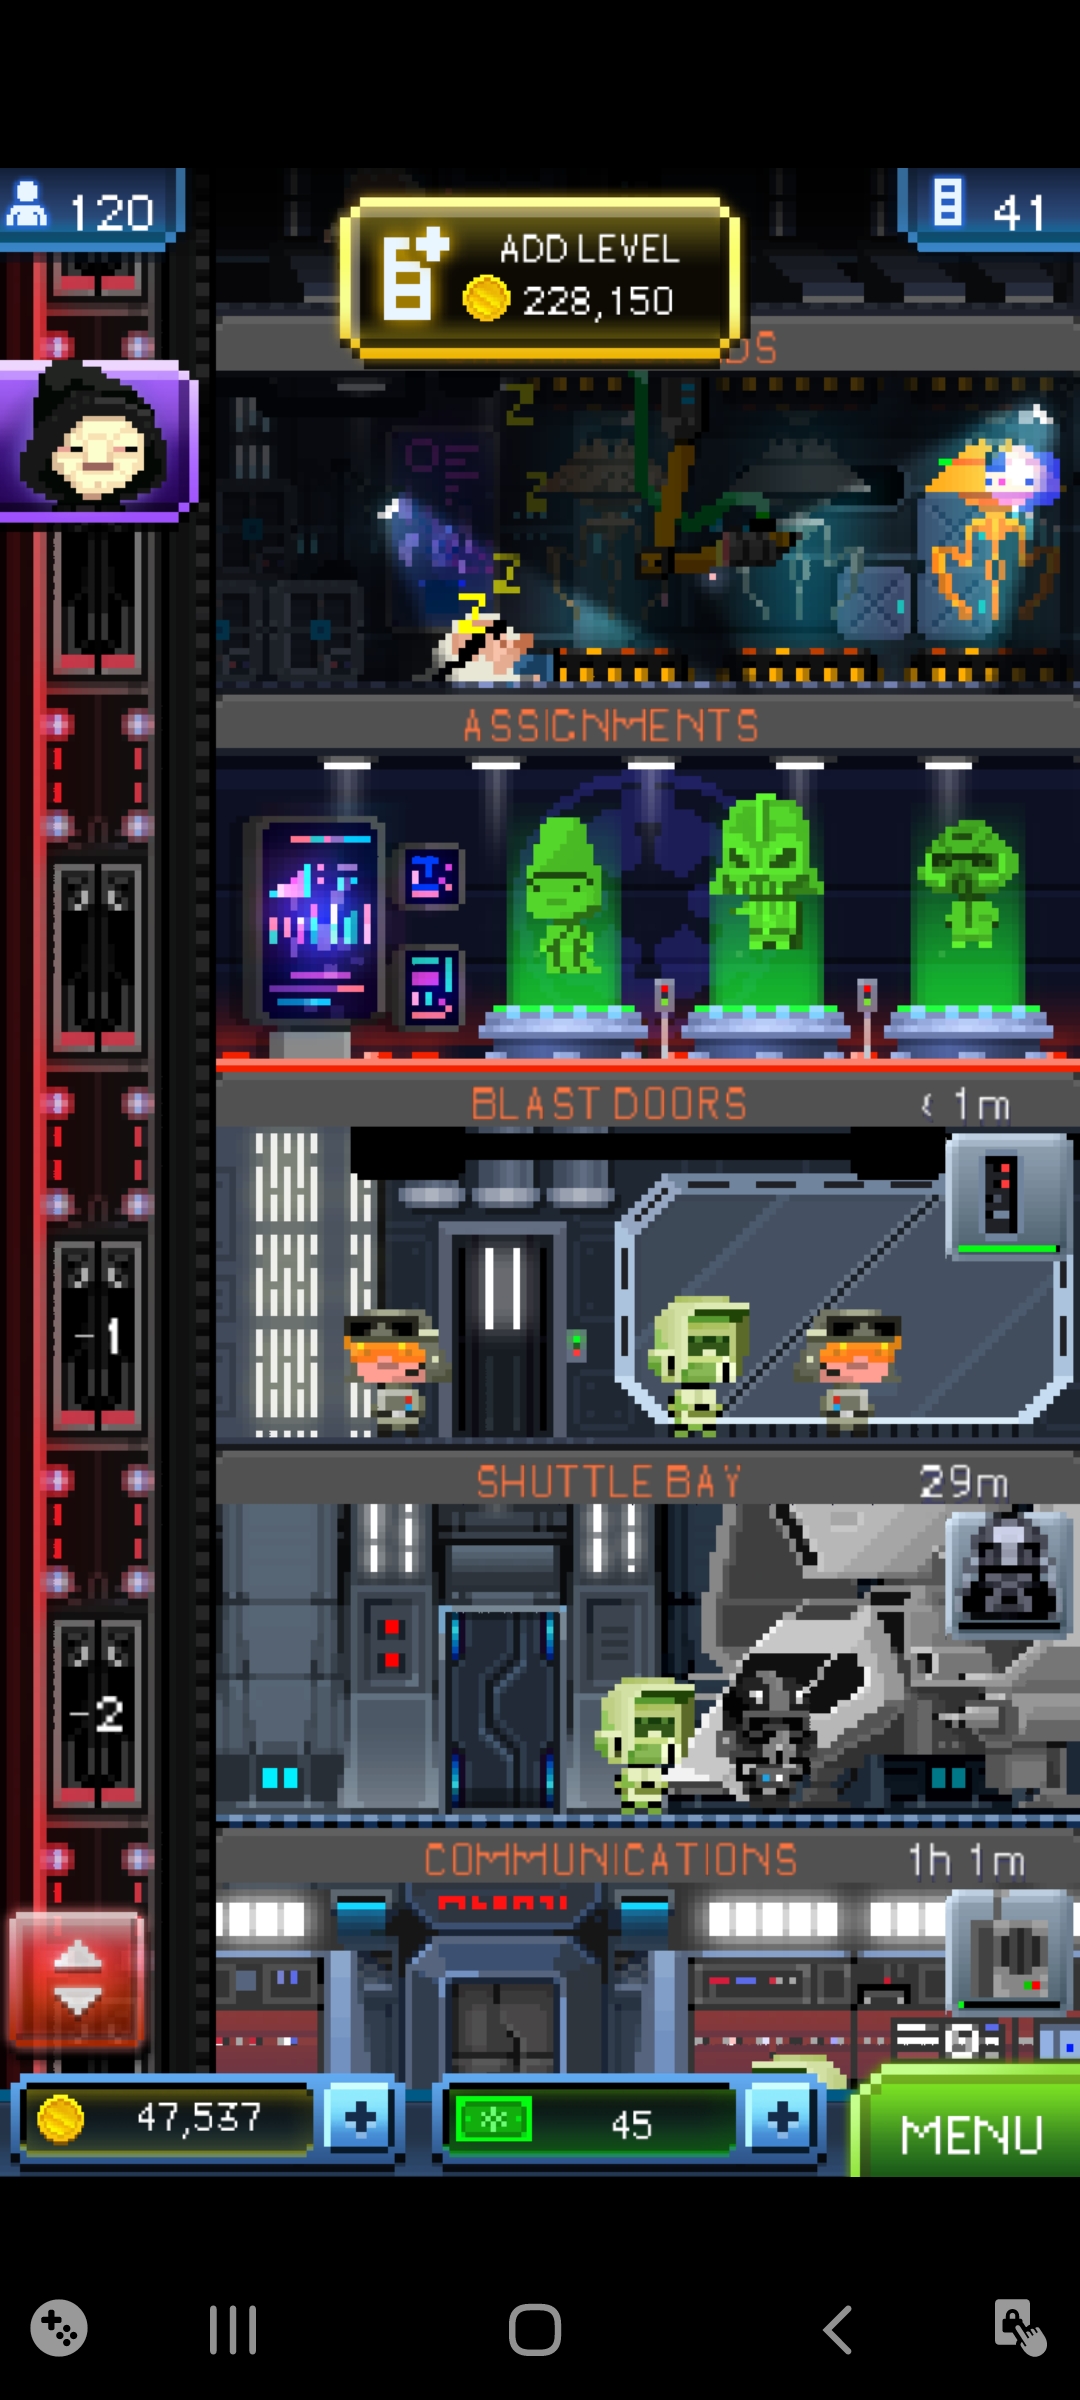 120
ADD LEVEL
228,150
41
DS
Z
Z
Z
Z
ASSIGNMENTS
BLAST DOORS < 1m
-1
SHUTTLE BAY 29m
-2
COMMUNICATIONS 1h 1m
47,537
45
MENU